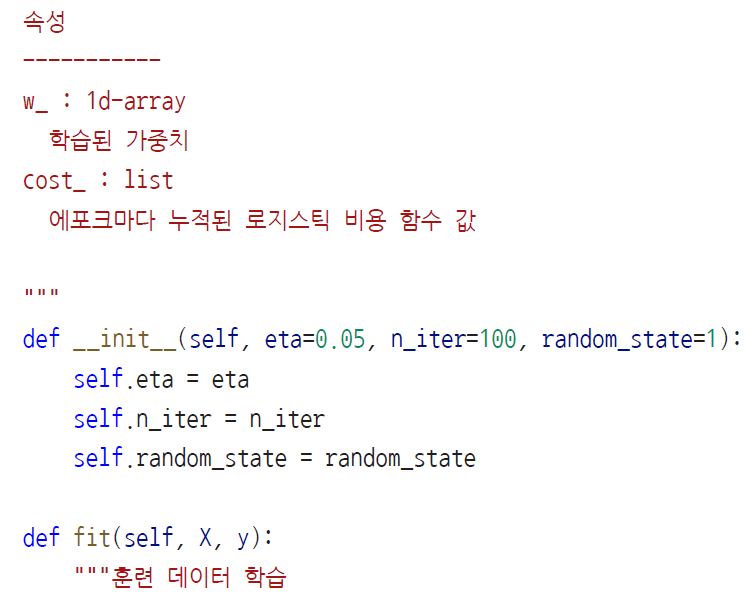 속성
-----------
w_ : 1d-array
  학습된 가중치
cost_ : list
  에포크마다 누적된 로지스틱 비용 함수 값

"""
def __init__(self, eta=0.05, n_iter=100, random_state=1):
    self.eta = eta
    self.n_iter = n_iter
    self.random_state = random_state

def fit(self, X, y):
    """훈련 데이터 학습